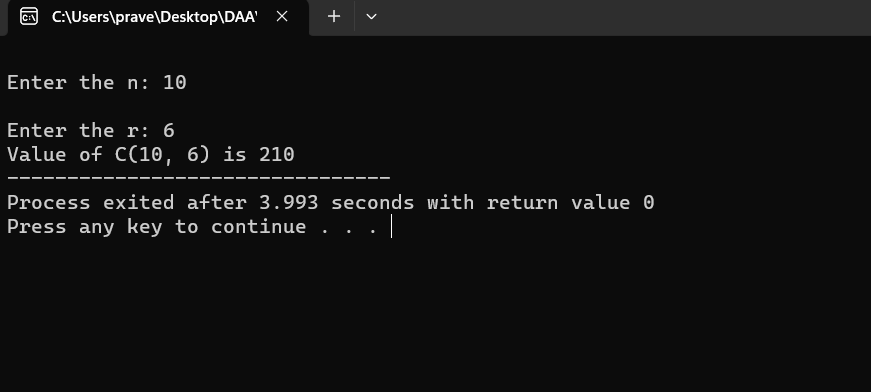 C:\Users\prave\Desktop\DAA\
Enter the n: 10
Enter the r: 6
Value of C(10, 6) is 210
--------------------------------
Process exited after 3.993 seconds with return value 0
Press any key to continue . . .